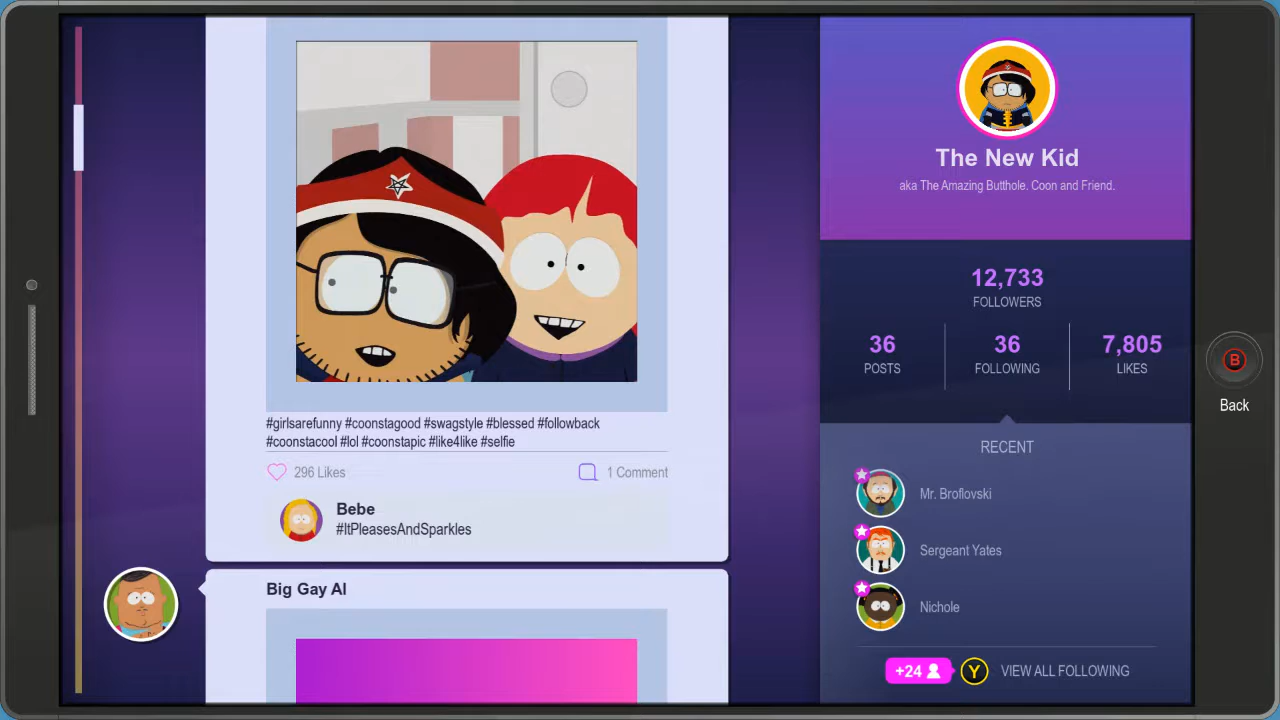 #girlsarefunny #coonstagood #swagstyle #blessed #followback
#coonstacool #lol #coonstapic #like4like #selfie
296 Likes
1 Comment
Bebe
#ItPleasesAndSparkles
Big Gay Al
The New Kid
aka The Amazing Butthole. Coon and Friend.
12,733
FOLLOWERS
36
POSTS
36
FOLLOWING
7,805
LIKES
RECENT
Mr. Broflovski
Sergeant Yates
Nichole
+24
Y
VIEW ALL FOLLOWING
B
Back